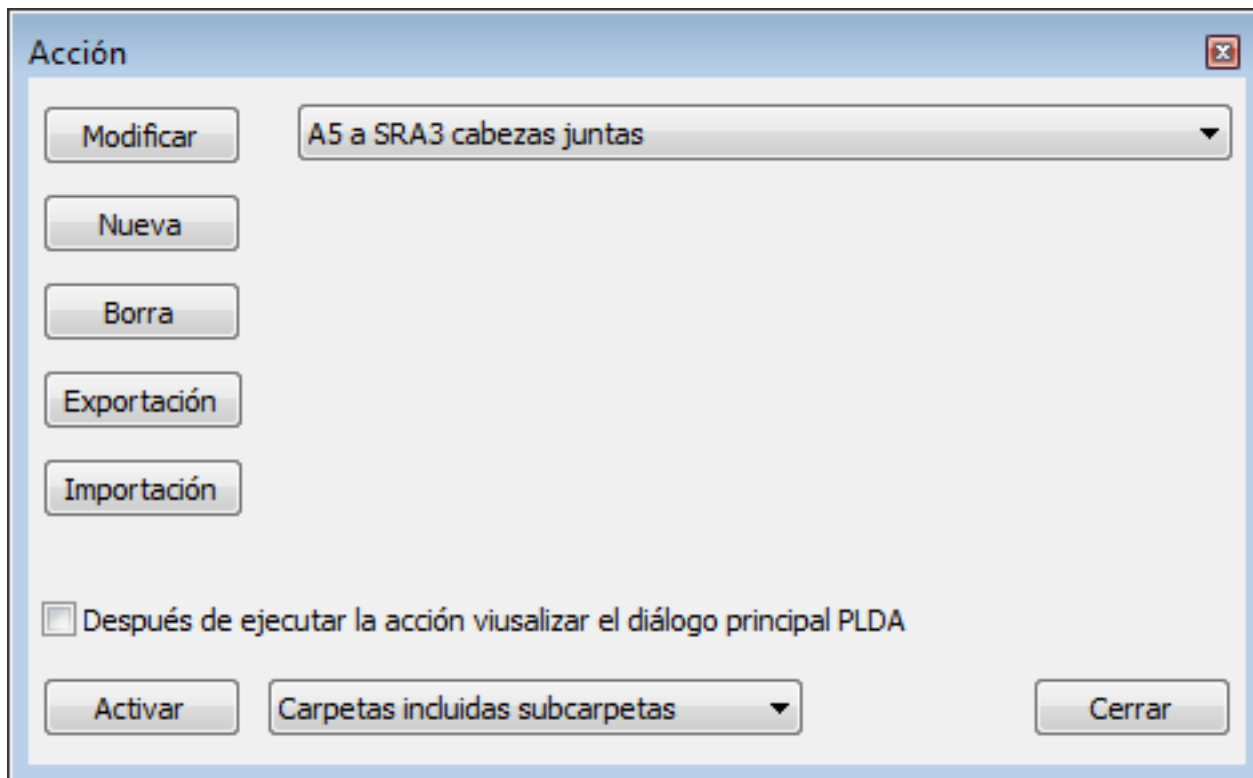 Acción
Modificar
A5 a SRA3 cabezas juntas
Nueva
Borra
Exportación
Importación
Después de ejecutar la acción viusalizar el diálogo principal PLDA
Activar
Carpetas incluidas subcarpetas
Cerrar